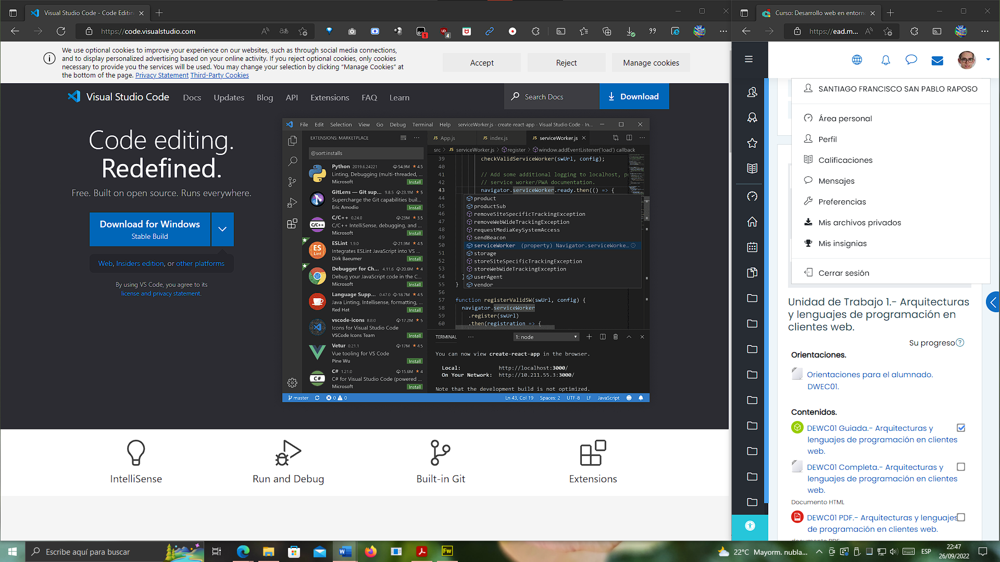 Visual Studio Code - Code Editin
https://code.visualstudio.com
We use optional cookies to improve your experience on our websites, such as through social media connections,
and to display personalized advertising based on your online activity. If you reject optional cookies, only cookies
necessary to provide you the services will be used. You may change your selection by clicking “Manage Cookies” at
the bottom of the page. Privacy Statement Third-Party Cookies
Accept
Reject
Manage cookies
Visual Studio Code Docs Updates Blog API Extensions FAQ Learn
Search Docs
Download
Code editing.
Redefined.
Free. Built on open source. Runs everywhere.
Download for Windows
Stable Build
Web, Insiders edition, or other platforms
By using VS Code, you agree to its
license and privacy statement.
File Edit Selection View Go Debug Terminal Help serviceWorker.js - create-react-app - Visual Studio Code - In...
EXTENSIONS: MARKETPLACE
@sort:installs
Python 2019.6.24221 54.9M 4.5
Linting, Debugging (multi-threaded, ...
Microsoft Install
GitLens — Git sup... 9.8.5 23.1M 5
Supercharge the Git capabilities buil...
Eric Amodio Install
C/C++ 0.24.0 23M 3.5
C/C++ IntelliSense, debugging, and ...
Microsoft Install
ESLint 1.9.0 21.9M 4.5
Integrates ESLint JavaScript into VS ...
Dirk Baeumer Install
Debugger for Ch... 4.11.6 20.6M 4
Debug your JavaScript code in the C...
Microsoft Install
Language Supp... 0.47.0 18.7M 4.5
Java Linting, Intellisense, formatting, ...
Red Hat Install
vscode-icons 8.8.0 17.2M 5
Icons for Visual Studio Code
VSCode Icons Team Install
Vetur 0.21.1 17M 4.5
Vue tooling for VS Code
Pine Wu Install
C# 1.21.0 15.6M 4
C# for Visual Studio Code (powered ...
Microsoft Install
JS App.js JS index.js JS serviceWorker.js
src > JS serviceWorker.js > register > window.addEventListener('load') callback
39 checkValidServiceWorker(swUrl, config);
40
41 // Add some additional logging to localhost, p
42 // service worker/PWA documentation.
43 navigator.serviceWorker.ready.then(() => {
44 product
45 productSub
46 removeSiteSpecificTrackingException
47 removeWebWideTrackingException
48 requestMediaKeySystemAccess
49 sendBeacon
50 serviceWorker (property) Navigator.serviceWorke...
51 storage
52 storeSiteSpecificTrackingException
53 storeWebWideTrackingException
54 } userAgent
55 } vendor
56
57 function registerValidSW(swUrl, config) {
58 navigator.serviceWorker
59 .register(swUrl)
60 .then(registration => {
TERMINAL ... 1: node
You can now view create-react-app in the browser.
Local: http://localhost:3000/
On Your Network: http://10.211.55.3:3000/
Note that the development build is not optimized.
master 0 0 Ln 43, Col 19 Spaces: 2 UTF-8 LF JavaScript
IntelliSense
Run and Debug
Built-in Git
Extensions
Curso: Desarrollo web en entorn
https://ead.m...
SANTIAGO FRANCISCO SAN PABLO RAPOSO
Área personal
Perfil
Calificaciones
Mensajes
Preferencias
Mis archivos privados
Mis insignias
Cerrar sesión
Unidad de Trabajo 1.- Arquitecturas
y lenguajes de programación en
clientes web.
Su progreso
Orientaciones.
Orientaciones para el alumnado.
DWEC01.
Contenidos.
DEWC01 Guiada.- Arquitecturas y
lenguajes de programación en clientes
web.
DEWC01 Completa.- Arquitecturas y
lenguajes de programación en clientes
web.
Documento HTML
DEWC01 PDF.- Arquitecturas y lenguajes
de programación en clientes web.
Escribe aquí para buscar
Fw
22°C Mayorm. nubla...
ESP
22:47
26/09/2022